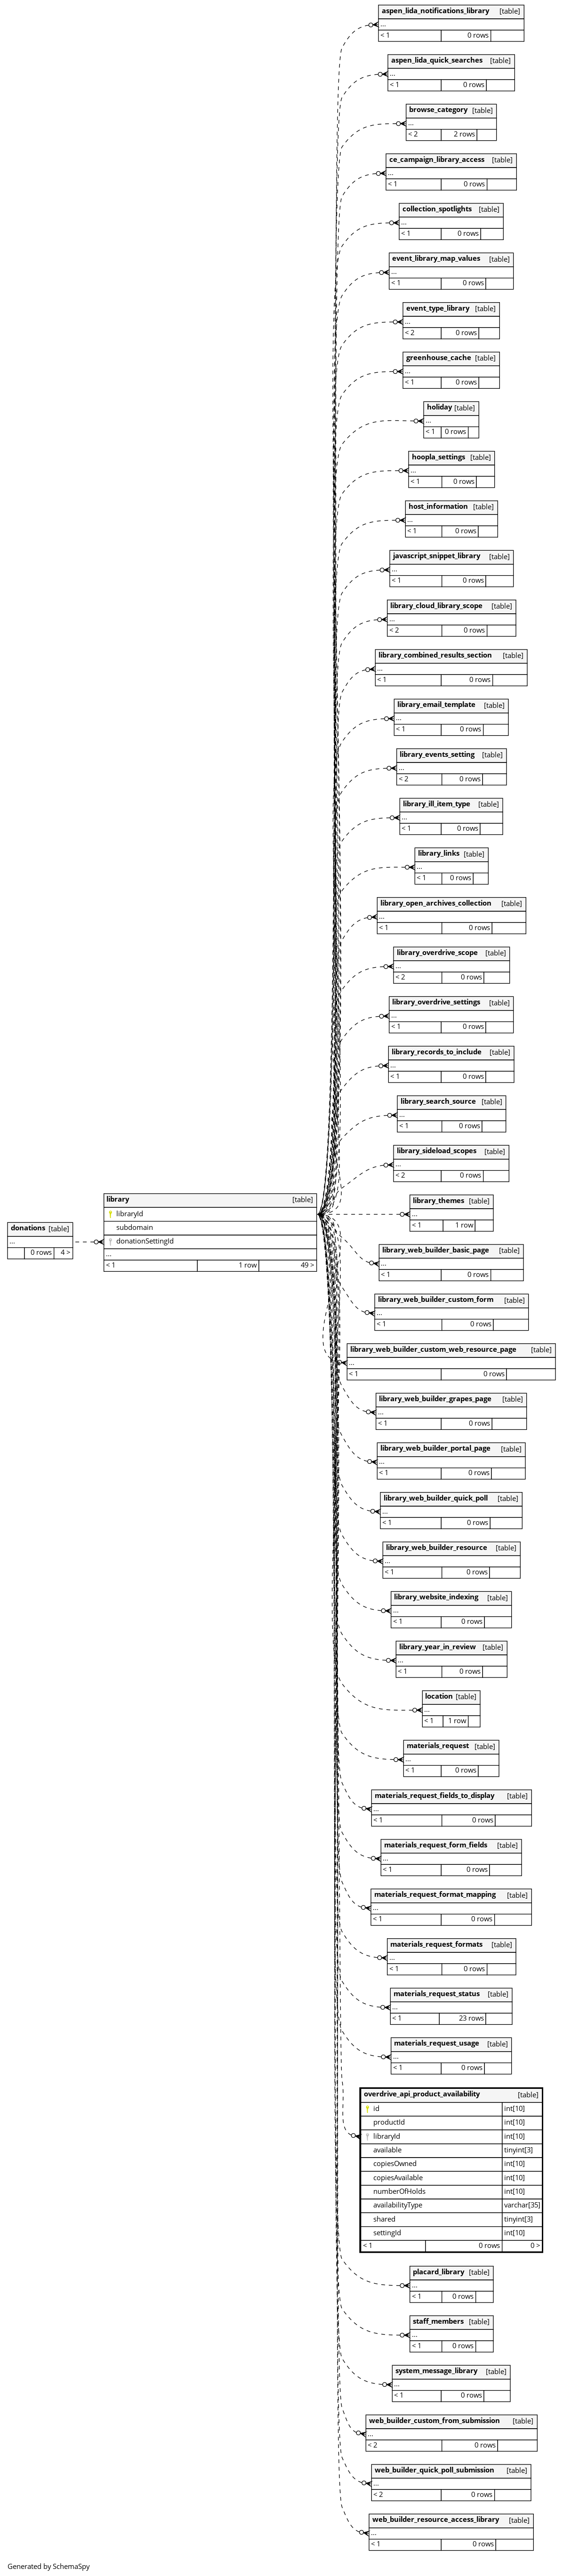 aspen_lida_notifications_library [table]
...
< 1 0 rows
aspen_lida_quick_searches [table]
...
< 1 0 rows
browse_category [table]
...
< 2 2 rows
ce_campaign_library_access [table]
...
< 1 0 rows
collection_spotlights [table]
...
< 1 0 rows
event_library_map_values [table]
...
< 1 0 rows
event_type_library [table]
...
< 2 0 rows
greenhouse_cache [table]
...
< 1 0 rows
holiday [table]
...
< 1 0 rows
hoopla_settings [table]
...
< 1 0 rows
host_information [table]
...
< 1 0 rows
javascript_snippet_library [table]
...
< 1 0 rows
library_cloud_library_scope [table]
...
< 2 0 rows
library_combined_results_section [table]
...
< 1 0 rows
library_email_template [table]
...
< 1 0 rows
library_events_setting [table]
...
< 2 0 rows
library_ill_item_type [table]
...
< 1 0 rows
library_links [table]
...
< 1 0 rows
library_open_archives_collection [table]
...
< 1 0 rows
library_overdrive_scope [table]
...
< 2 0 rows
library_overdrive_settings [table]
...
< 1 0 rows
library_records_to_include [table]
...
< 1 0 rows
library_search_source [table]
...
< 1 0 rows
library_sideload_scopes [table]
...
< 2 0 rows
library_themes [table]
...
< 1 1 row
donations [table]
...
0 rows 4 >
library [table]
libraryId
subdomain
donationSettingId
...
< 1 1 row 49 >
library_web_builder_basic_page [table]
...
< 1 0 rows
library_web_builder_custom_form [table]
...
< 1 0 rows
library_web_builder_custom_web_resource_page [table]
...
< 1 0 rows
library_web_builder_grapes_page [table]
...
< 1 0 rows
library_web_builder_portal_page [table]
...
< 1 0 rows
library_web_builder_quick_poll [table]
...
< 1 0 rows
library_web_builder_resource [table]
...
< 1 0 rows
library_website_indexing [table]
...
< 1 0 rows
library_year_in_review [table]
...
< 1 0 rows
location [table]
...
< 1 1 row
materials_request [table]
...
< 1 0 rows
materials_request_fields_to_display [table]
...
< 1 0 rows
materials_request_form_fields [table]
...
< 1 0 rows
materials_request_format_mapping [table]
...
< 1 0 rows
materials_request_formats [table]
...
< 1 0 rows
materials_request_status [table]
...
< 1 23 rows
materials_request_usage [table]
...
< 1 0 rows
overdrive_api_product_availability [table]
id int[10]
productId int[10]
libraryId int[10]
available tinyint[3]
copiesOwned int[10]
copiesAvailable int[10]
numberOfHolds int[10]
availabilityType varchar[35]
shared tinyint[3]
settingId int[10]
< 1 0 rows 0 >
placard_library [table]
...
< 1 0 rows
staff_members [table]
...
< 1 0 rows
system_message_library [table]
...
< 1 0 rows
web_builder_custom_from_submission [table]
...
< 2 0 rows
web_builder_quick_poll_submission [table]
...
< 2 0 rows
web_builder_resource_access_library [table]
...
< 1 0 rows
Generated by SchemaSpy